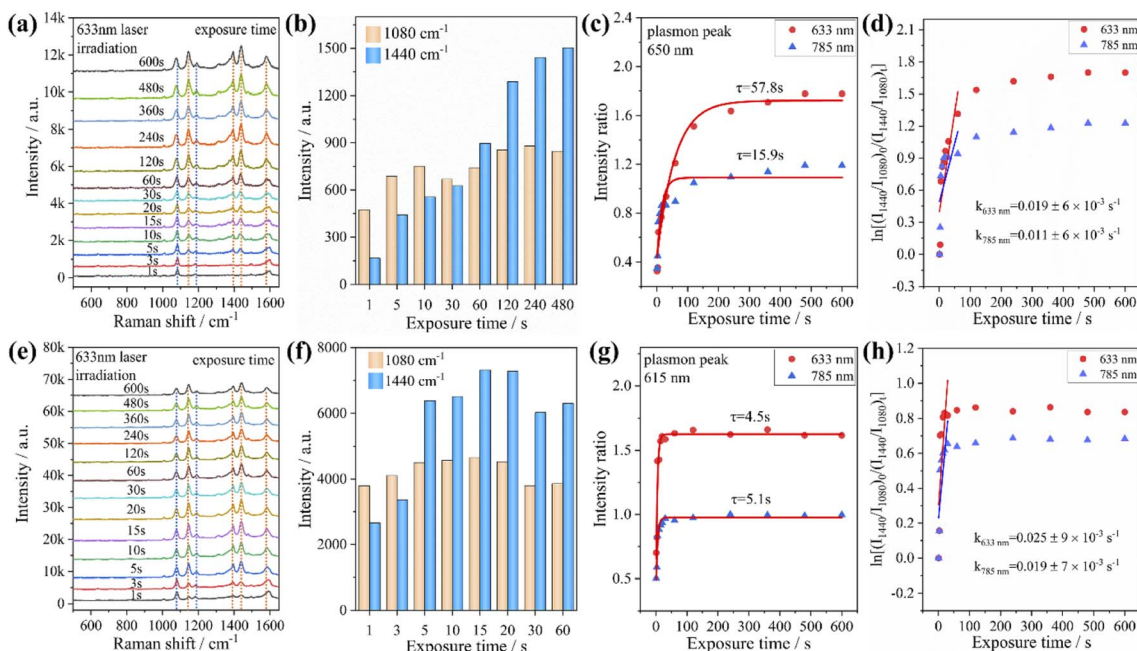 (a)
633nm laser
irradiation
exposure time
600s
480s
360s
240s
120s
60s
30s
20s
15s
10s
5s
3s
1s
14k
12k
10k
8k
6k
4k
2k
0
Intensity / a.u.
600 800 1000 1200 1400 1600
Raman shift / cm⁻¹
(b)
1080 cm⁻¹
1440 cm⁻¹
1500
1200
900
600
300
0
Intensity / a.u.
1 5 10 30 60 120 240 480
Exposure time / s
(c)
plasmon peak
650 nm
633 nm
785 nm
τ=57.8s
τ=15.9s
2.4
2.0
1.6
1.2
0.8
0.4
Intensity ratio
0 100 200 300 400 500 600
Exposure time / s
(d)
633 nm
785 nm
k633 nm=0.019 ± 6 × 10⁻³ s⁻¹
k785 nm=0.011 ± 6 × 10⁻³ s⁻¹
2.1
1.8
1.5
1.2
0.9
0.6
0.3
0.0
-0.3
ln[(I1440/I1080)0/(I1440/I1080)t]
0 100 200 300 400 500 600
Exposure time / s
(e)
633nm laser
irradiation
exposure time
600s
480s
360s
240s
120s
60s
30s
20s
15s
10s
5s
3s
1s
80k
70k
60k
50k
40k
30k
20k
10k
0
Intensity / a.u.
600 800 1000 1200 1400 1600
Raman shift / cm⁻¹
(f)
1080 cm⁻¹
1440 cm⁻¹
8000
6000
4000
2000
0
Intensity / a.u.
1 3 5 10 15 20 30 60
Exposure time / s
(g)
plasmon peak
615 nm
633 nm
785 nm
τ=4.5s
τ=5.1s
2.0
1.5
1.0
0.5
Intensity ratio
0 100 200 300 400 500 600
Exposure time / s
(h)
633 nm
785 nm
k633 nm=0.025 ± 9 × 10⁻³ s⁻¹
k785 nm=0.019 ± 7 × 10⁻³ s⁻¹
1.2
1.0
0.8
0.6
0.4
0.2
0.0
-0.2
ln[(I1440/I1080)0/(I1440/I1080)t]
0 100 200 300 400 500 600
Exposure time / s